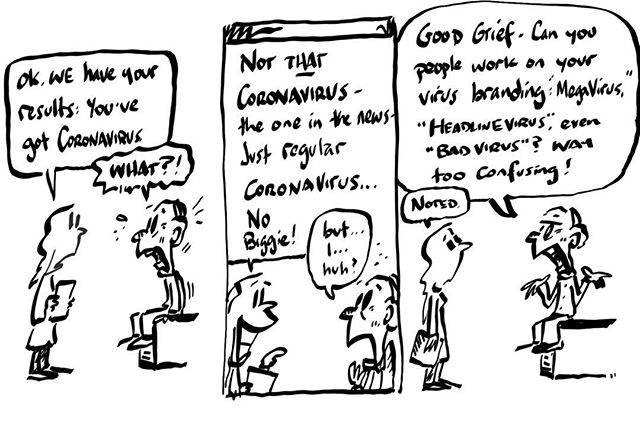 OK, WE have your
results: You've
got CORONAVIRUS
WHAT?!
NOT THAT
CORONAVIRUS -
the one in the news-
Just regular
CORONAVIRUS...
NO
Biggie!
but...
I...
huh?
GOOD Grief - Can you
people work on your
virus branding? "MegaVirus,"
"HEADLINEVIRUS", even
"BADVIRUS"? WAY
too confusing!
NOTED.